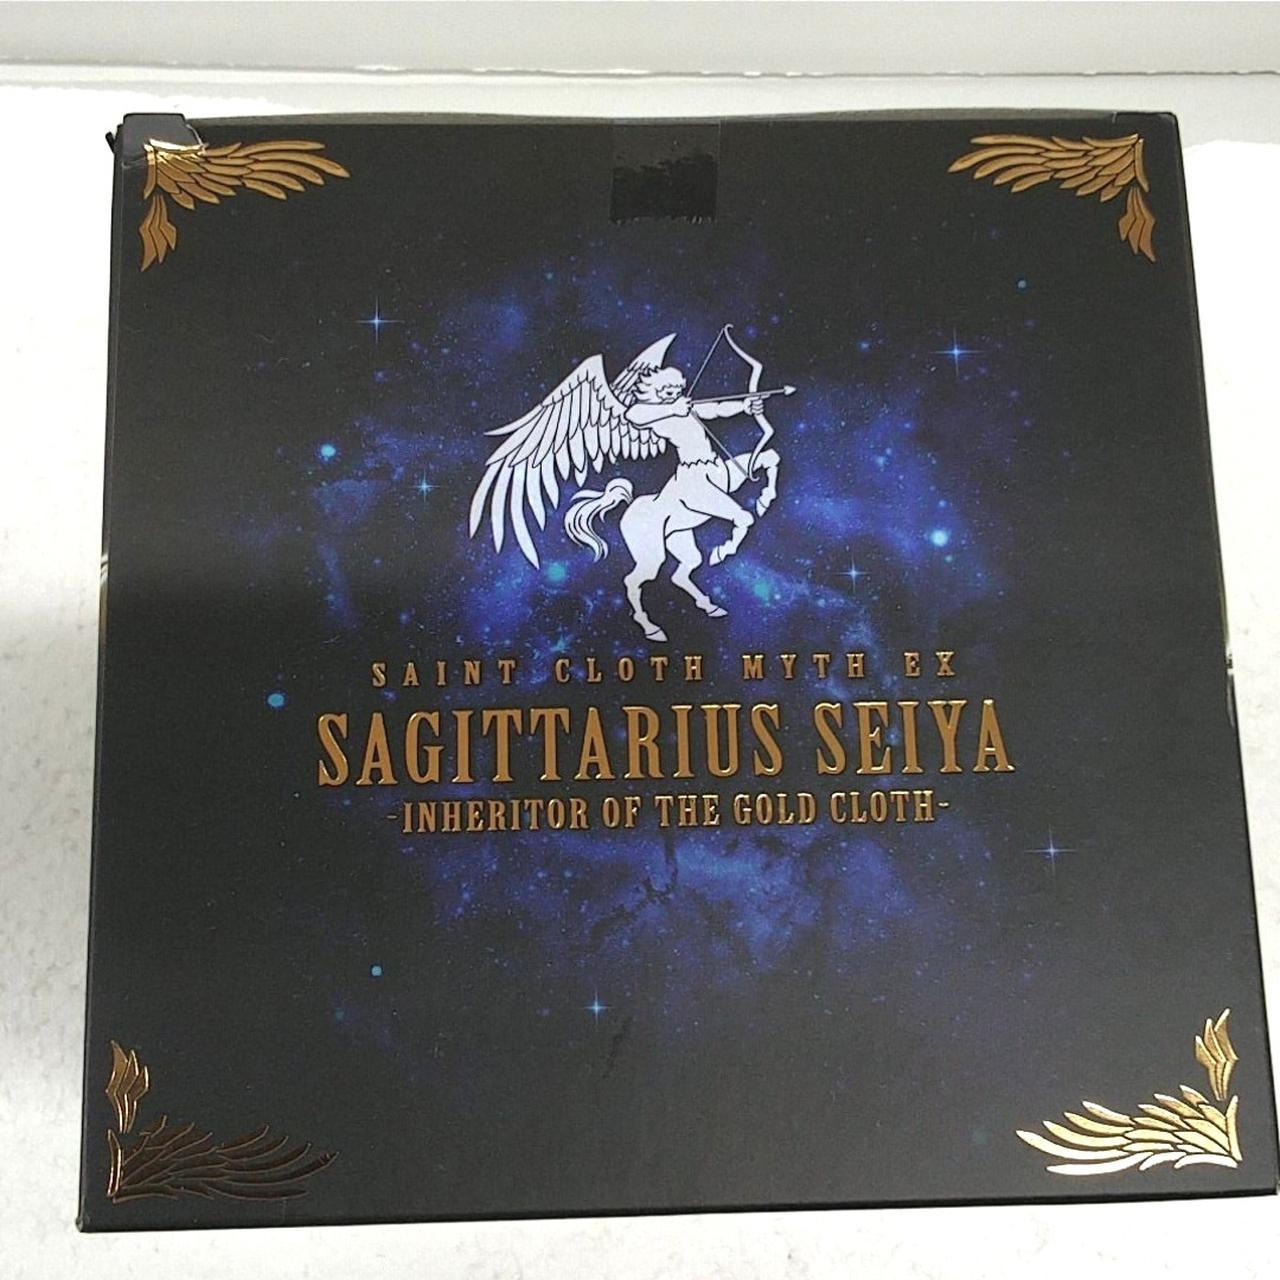 SAINT CLOTH MYTH EX
SAGITTARIUS SEIYA
-INHERITOR OF THE GOLD CLOTH-